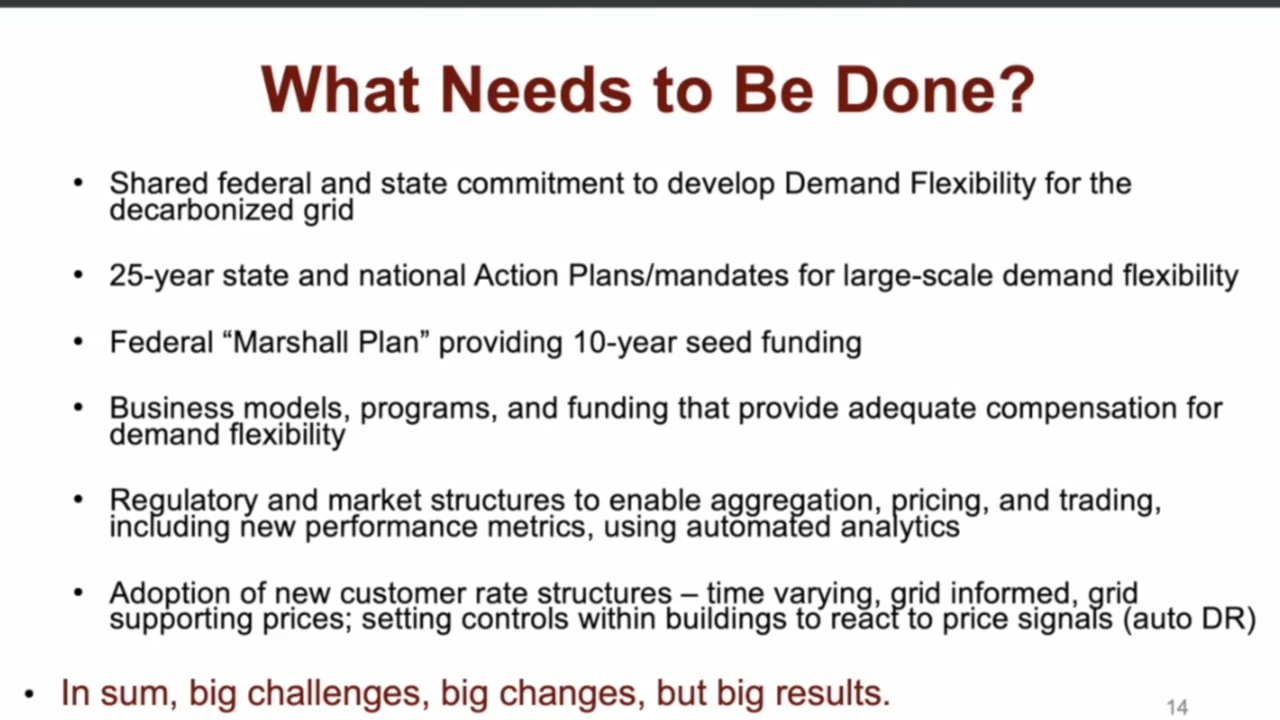 What Needs to Be Done?
• Shared federal and state commitment to develop Demand Flexibility for the
decarbonized grid
• 25-year state and national Action Plans/mandates for large-scale demand flexibility
• Federal “Marshall Plan” providing 10-year seed funding
• Business models, programs, and funding that provide adequate compensation for
demand flexibility
• Regulatory and market structures to enable aggregation, pricing, and trading,
including new performance metrics, using automated analytics
• Adoption of new customer rate structures – time varying, grid informed, grid
supporting prices; setting controls within buildings to react to price signals (auto DR)
• In sum, big challenges, big changes, but big results.
14